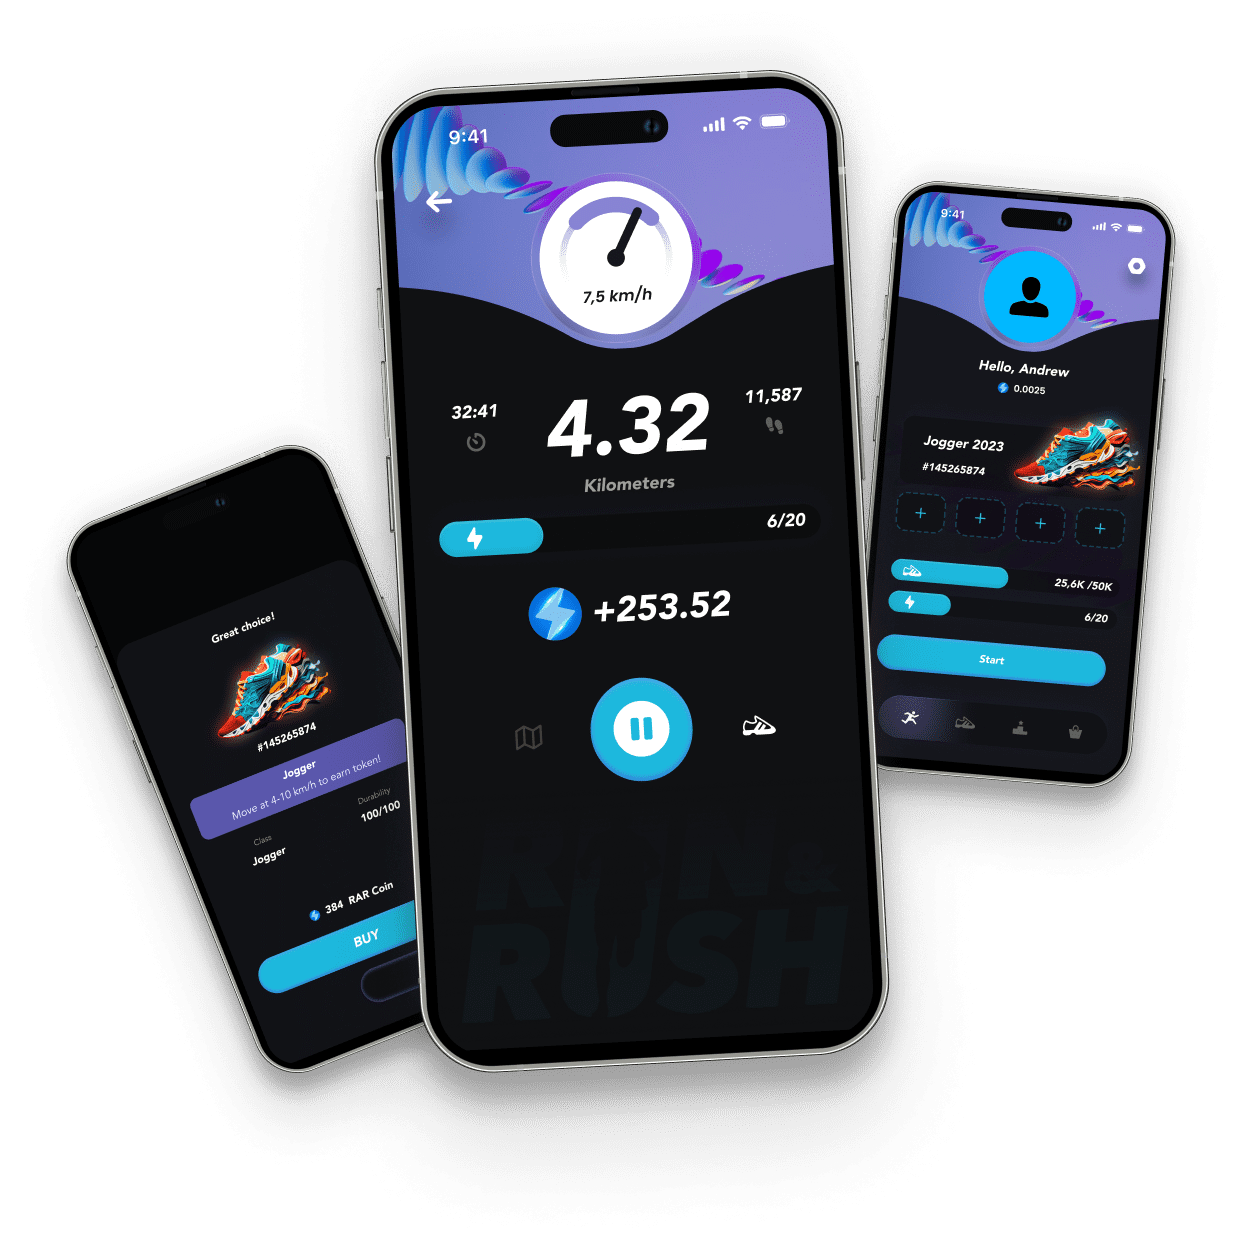 Great choice!
#145265874
Jogger
Move at 4-10 km/h to earn token!
Class
Jogger
Durability
100/100
384 RAR Coin
BUY
9:41
7,5 km/h
32:41
4.32
11,587
Kilometers
6/20
+253.52
RUN&
RUSH
9:41
Hello, Andrew
0.0025
Jogger 2023
#145265874
25,6K /50K
6/20
Start